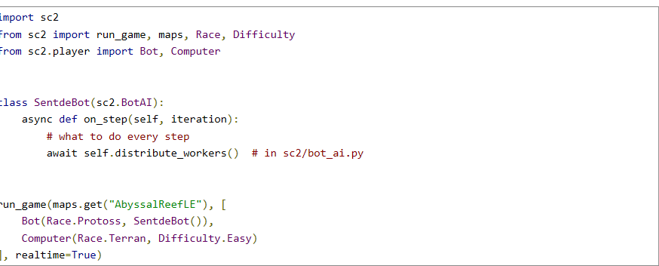 import sc2
from sc2 import run_game, maps, Race, Difficulty
from sc2.player import Bot, Computer
class SentdeBot(sc2.BotAI):
    async def on_step(self, iteration):
        # what to do every step
        await self.distribute_workers()  # in sc2/bot_ai.py
run_game(maps.get("AbyssalReefLE"), [
    Bot(Race.Protoss, SentdeBot()),
    Computer(Race.Terran, Difficulty.Easy)
], realtime=True)